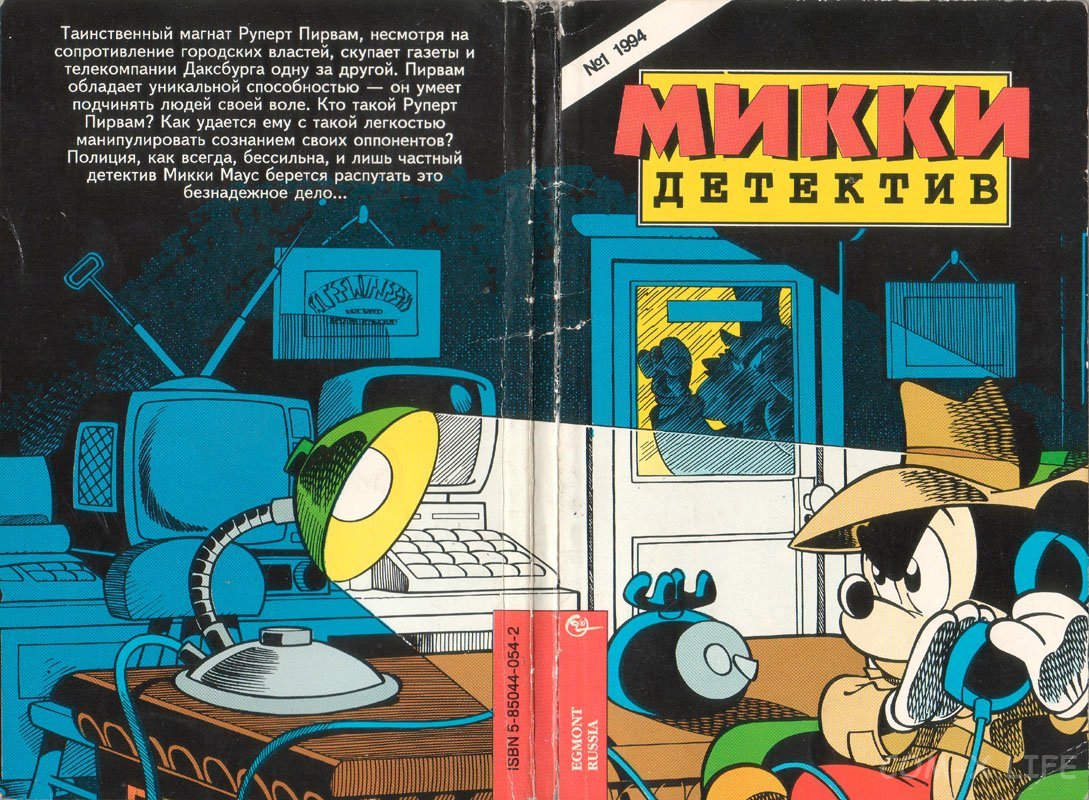 Таинственный магнат Руперт Пирвам, несмотря на
сопротивление городских властей, скупает газеты и
телекомпании Даксбурга одну за другой. Пирвам
обладает уникальной способностью — он умеет
подчинять людей своей воле. Кто такой Руперт
Пирвам? Как удается ему с такой легкостью
манипулировать сознанием своих оппонентов?
Полиция, как всегда, бессильна, и лишь частный
детектив Микки Маус берется распутать это
безнадежное дело...
№1 1994
МИККИ
ДЕТЕКТИВ
ISBN 5-85044-054-2
EGMONT
RUSSIA
LIFE